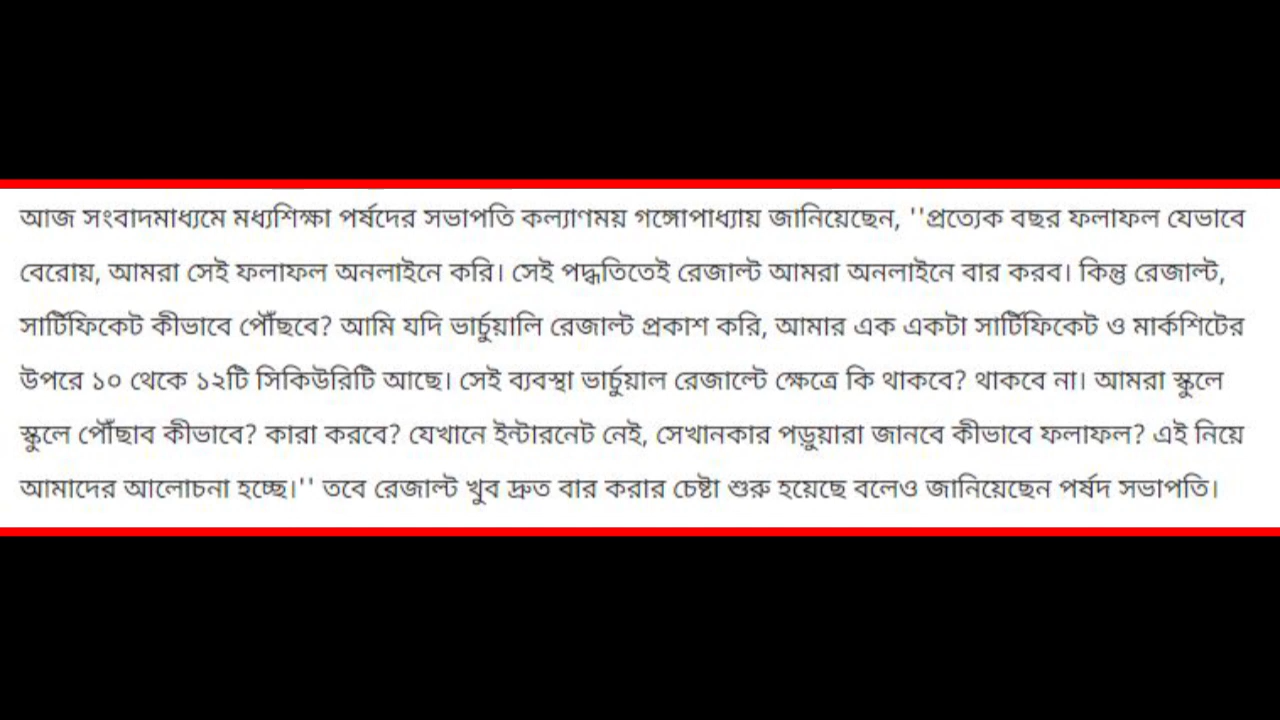 আজ সংবাদমাধ্যমে মধ্যশিক্ষা পর্ষদের সভাপতি কল্যাণময় গঙ্গোপাধ্যায় জানিয়েছেন, ''প্রত্যেক বছর ফলাফল যেভাবে
বেরোয়, আমরা সেই ফলাফল অনলাইনে করি। সেই পদ্ধতিতেই রেজাল্ট আমরা অনলাইনে বার করব। কিন্তু রেজাল্ট,
সার্টিফিকেট কীভাবে পৌঁছবে? আমি যদি ভার্চুয়ালি রেজাল্ট প্রকাশ করি, আমার এক একটা সার্টিফিকেট ও মার্কশিটের
উপরে ১০ থেকে ১২টি সিকিউরিটি আছে। সেই ব্যবস্থা ভার্চুয়াল রেজাল্টে ক্ষেত্রে কি থাকবে? থাকবে না। আমরা স্কুলে
স্কুলে পৌঁছাব কীভাবে? কারা করবে? যেখানে ইন্টারনেট নেই, সেখানকার পড়ুয়ারা জানবে কীভাবে ফলাফল? এই নিয়ে
আমাদের আলোচনা হচ্ছে।'' তবে রেজাল্ট খুব দ্রুত বার করার চেষ্টা শুরু হয়েছে বলেও জানিয়েছেন পর্ষদ সভাপতি।